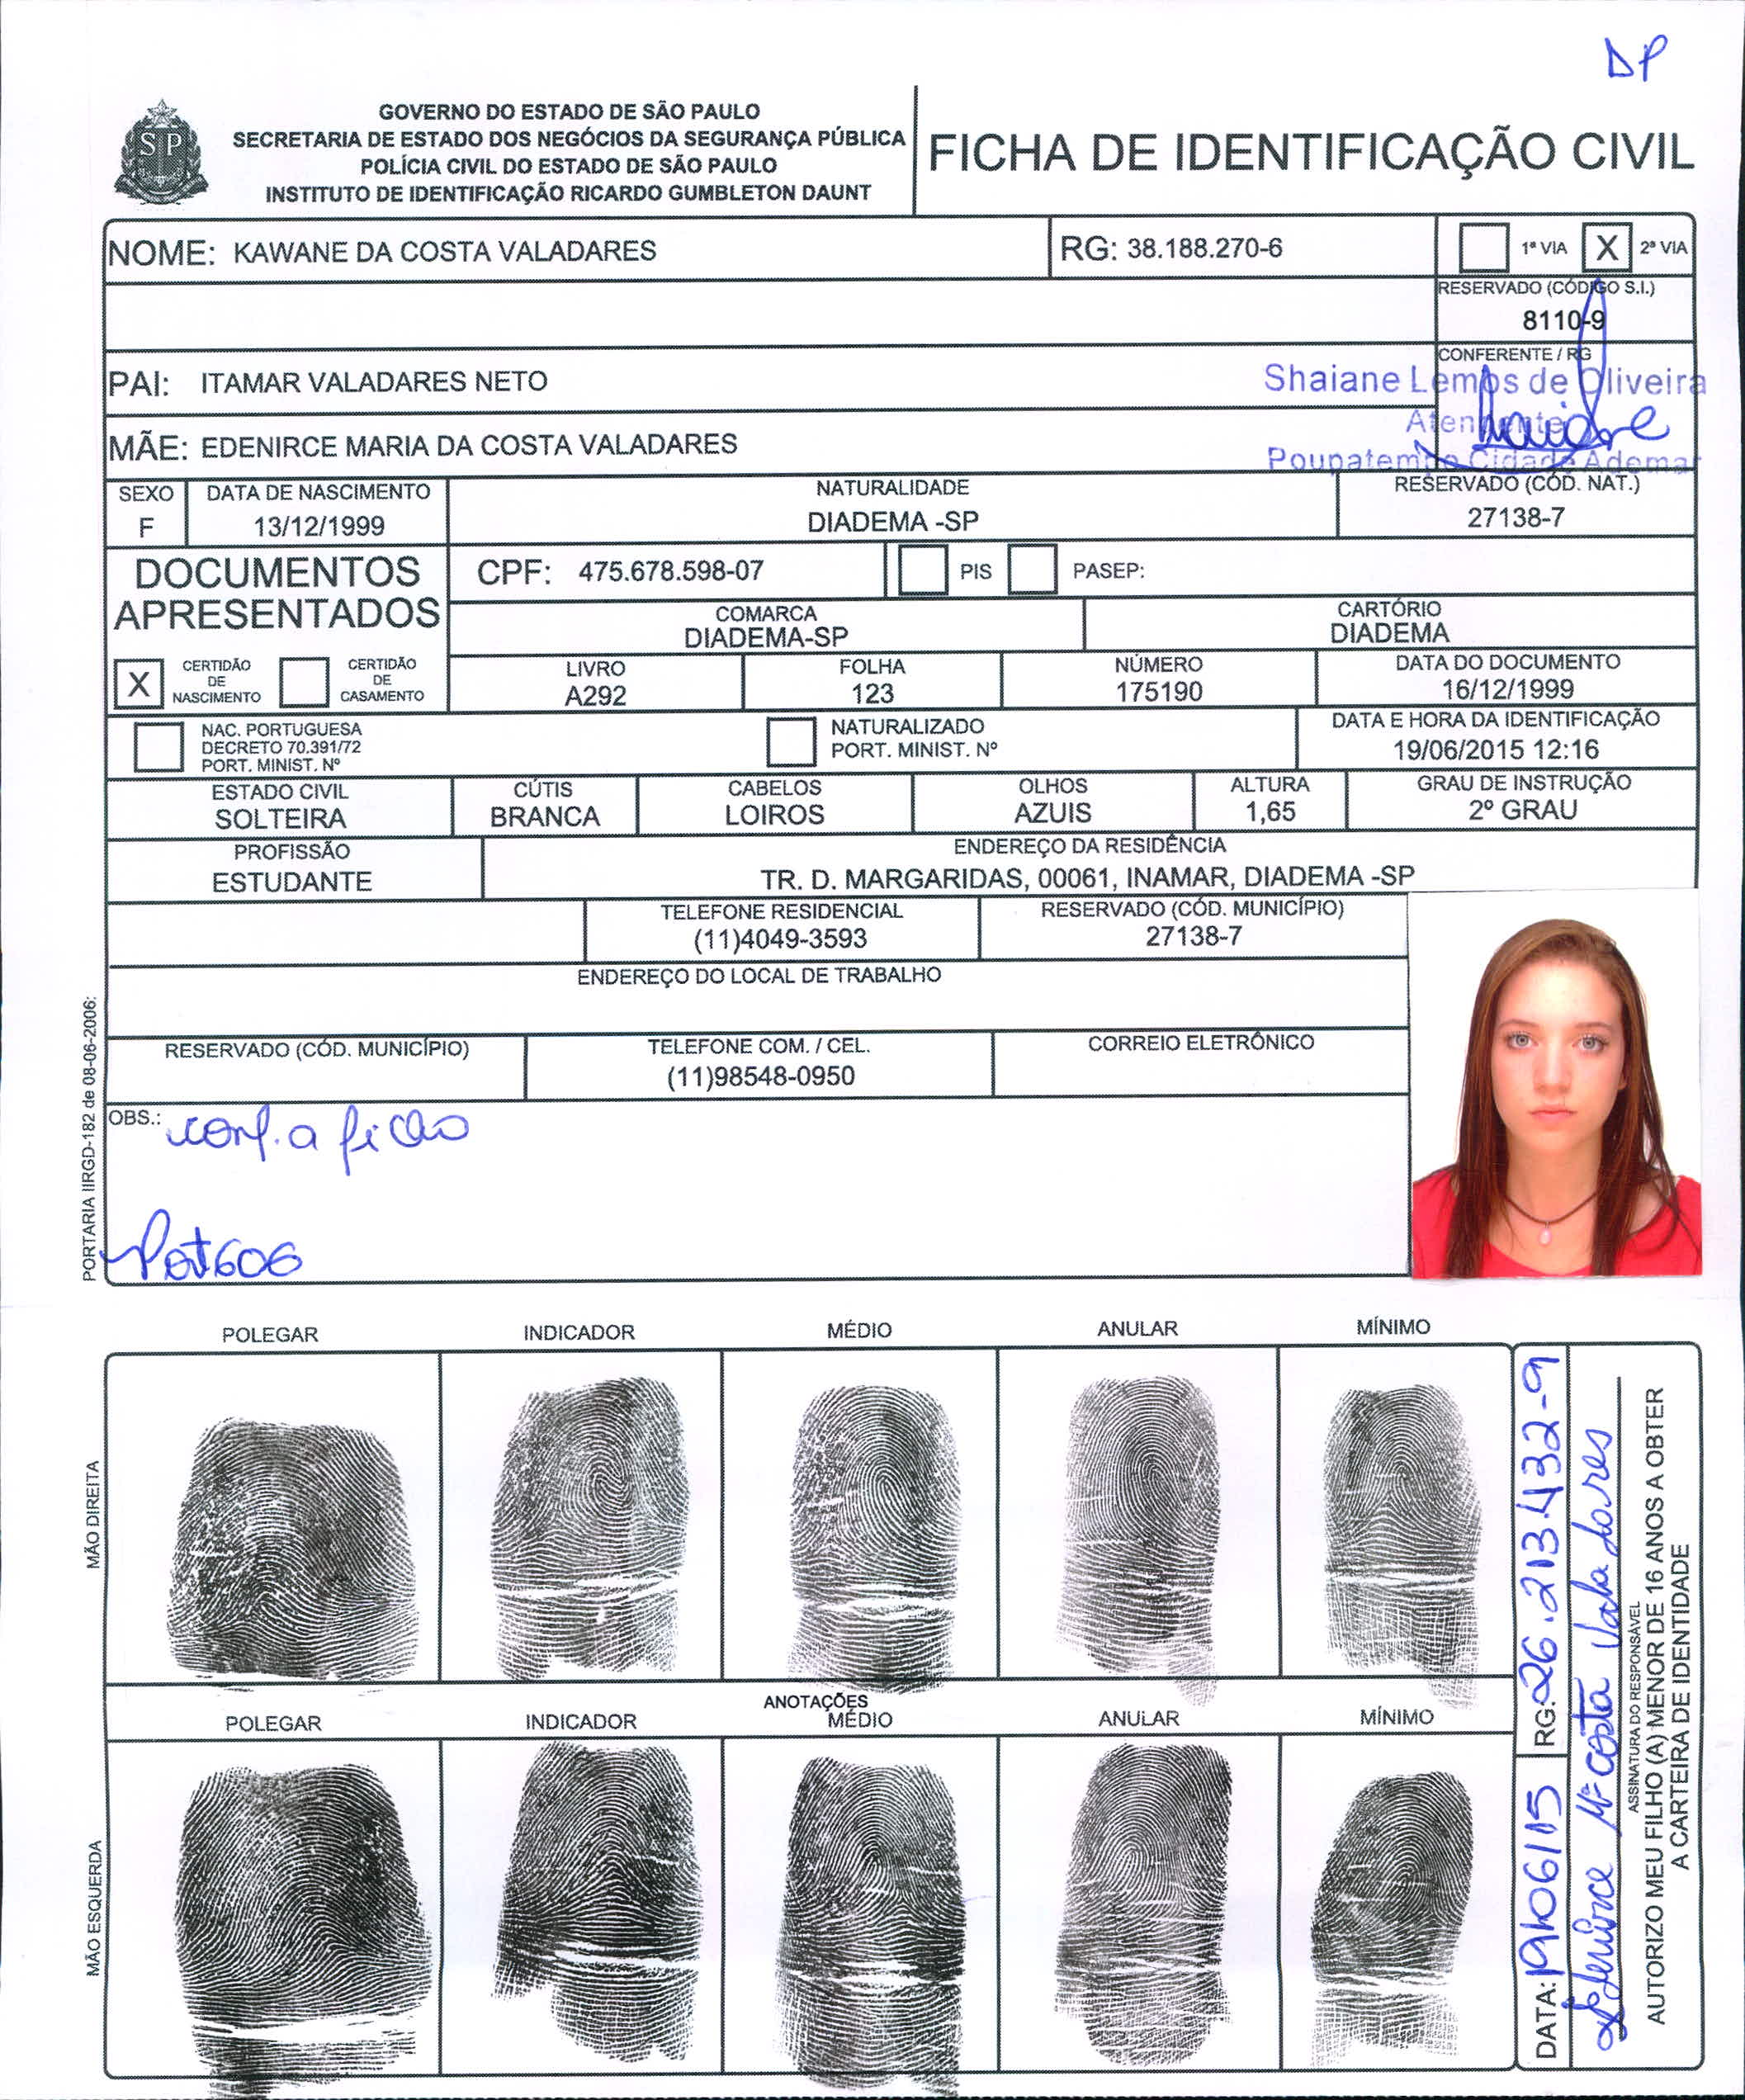 DP
GOVERNO DO ESTADO DE SÃO PAULO
SECRETARIA DE ESTADO DOS NEGÓCIOS DA SEGURANÇA PÚBLICA
POLÍCIA CIVIL DO ESTADO DE SÃO PAULO
INSTITUTO DE IDENTIFICAÇÃO RICARDO GUMBLETON DAUNT
SP
FICHA DE IDENTIFICAÇÃO CIVIL
NOME: KAWANE DA COSTA VALADARES RG: 38.188.270-6 1ª VIA X 2ª VIA
RESERVADO (CÓDIGO S.I.)
8110-9
CONFERENTE / RG
PAI: ITAMAR VALADARES NETO
Shaiane Lemos de Oliveira
Atendente
Poupatempo Cidade Ademar
MÃE: EDENIRCE MARIA DA COSTA VALADARES
SEXO DATA DE NASCIMENTO NATURALIDADE RESERVADO (CÓD. NAT.)
F 13/12/1999 DIADEMA -SP 27138-7
DOCUMENTOS
APRESENTADOS
CPF: 475.678.598-07 PIS PASEP:
COMARCA CARTÓRIO
DIADEMA-SP DIADEMA
X CERTIDÃO DE NASCIMENTO CERTIDÃO DE CASAMENTO
LIVRO FOLHA NÚMERO DATA DO DOCUMENTO
A292 123 175190 16/12/1999
NAC. PORTUGUESA
DECRETO 70.391/72
PORT. MINIST. Nº
NATURALIZADO
PORT. MINIST. Nº
DATA E HORA DA IDENTIFICAÇÃO
19/06/2015 12:16
ESTADO CIVIL CÚTIS CABELOS OLHOS ALTURA GRAU DE INSTRUÇÃO
SOLTEIRA BRANCA LOIROS AZUIS 1,65 2º GRAU
PROFISSÃO ENDEREÇO DA RESIDÊNCIA
ESTUDANTE TR. D. MARGARIDAS, 00061, INAMAR, DIADEMA -SP
TELEFONE RESIDENCIAL RESERVADO (CÓD. MUNICÍPIO)
(11)4049-3593 27138-7
ENDEREÇO DO LOCAL DE TRABALHO
RESERVADO (CÓD. MUNICÍPIO) TELEFONE COM. / CEL. CORREIO ELETRÔNICO
(11)98548-0950
OBS.: conf. a ficha
PORTARIA IIRGD-182 de 08-06-2006:
POLEGAR INDICADOR MÉDIO ANULAR MÍNIMO
MÃO DIREITA
ANOTAÇÕES
POLEGAR INDICADOR MÉDIO ANULAR MÍNIMO
MÃO ESQUERDA
DATA: 19/06/15 RG: 26.213.432-9
Edenirce Mª Costa Valadares
ASSINATURA DO RESPONSÁVEL
AUTORIZO MEU FILHO (A) MENOR DE 16 ANOS A OBTER
A CARTEIRA DE IDENTIDADE